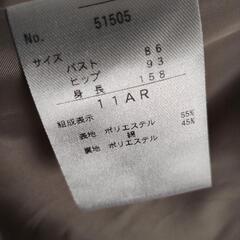 No. 51505
サイズ
バスト 86
ヒップ 93
身長 158
11AR
組成表示
表地 ポリエステル 55%
綿 45%
裏地 ポリエステル